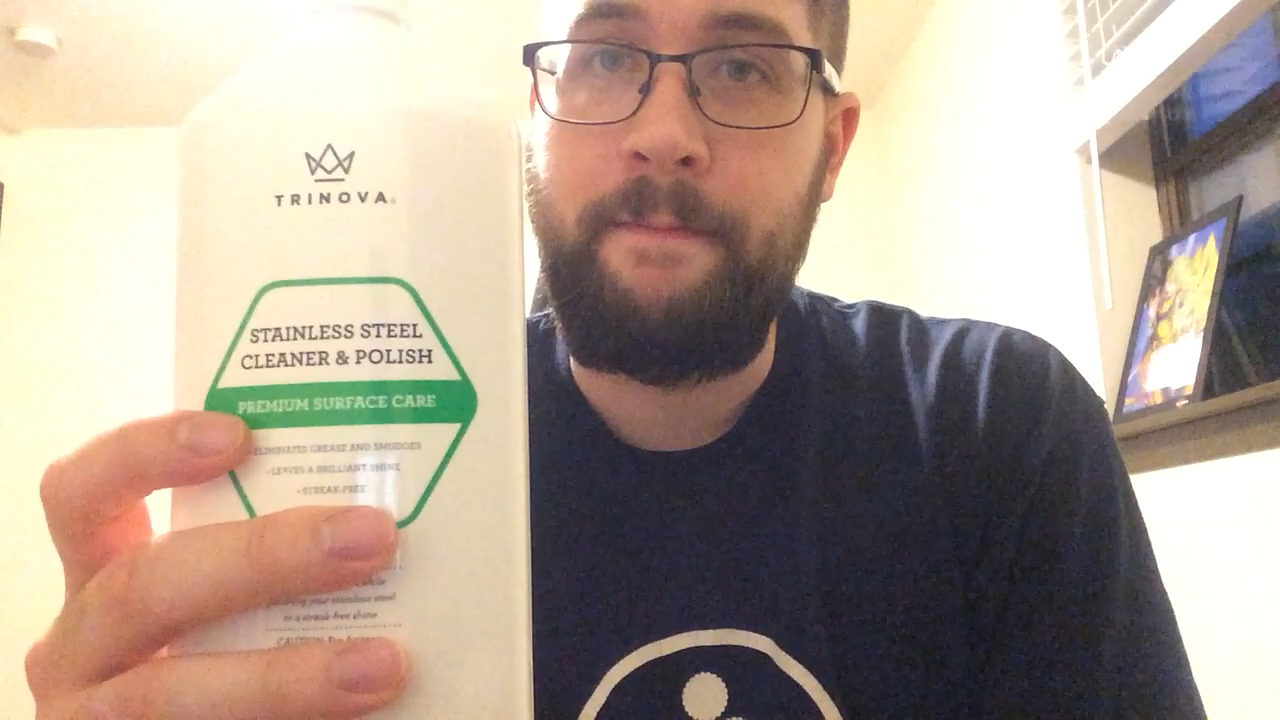 TRINOVA
STAINLESS STEEL
CLEANER & POLISH
PREMIUM SURFACE CARE
ELIMINATES GREASE AND SMUDGES
- LEAVES A BRILLIANT SHINE
- STREAK-FREE
your stainless steel
to a streak-free shine
CAUTION: